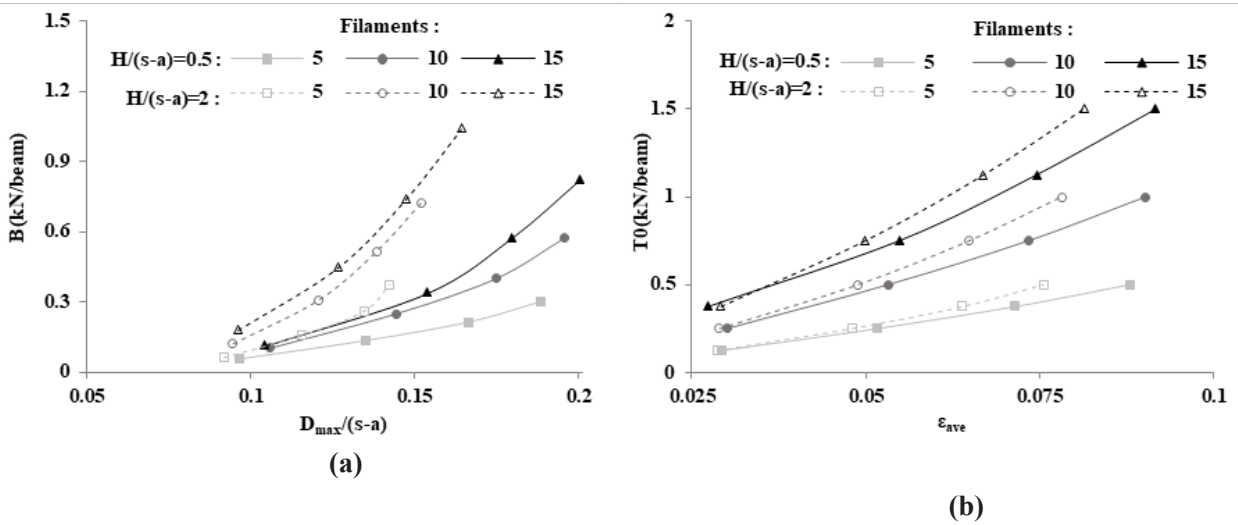 Filaments :
H/(s-a)=0.5 : 5 10 15
H/(s-a)=2 : 5 10 15
1.5
1.2
0.9
0.6
0.3
0
B(kN/beam)
0.05 0.1 0.15 0.2
Dmax/(s-a)
(a)
Filaments :
H/(s-a)=0.5 : 5 10 15
H/(s-a)=2 : 5 10 15
2
1.5
1
0.5
0
T0(kN/beam)
0.025 0.05 0.075 0.1
εave
(b)